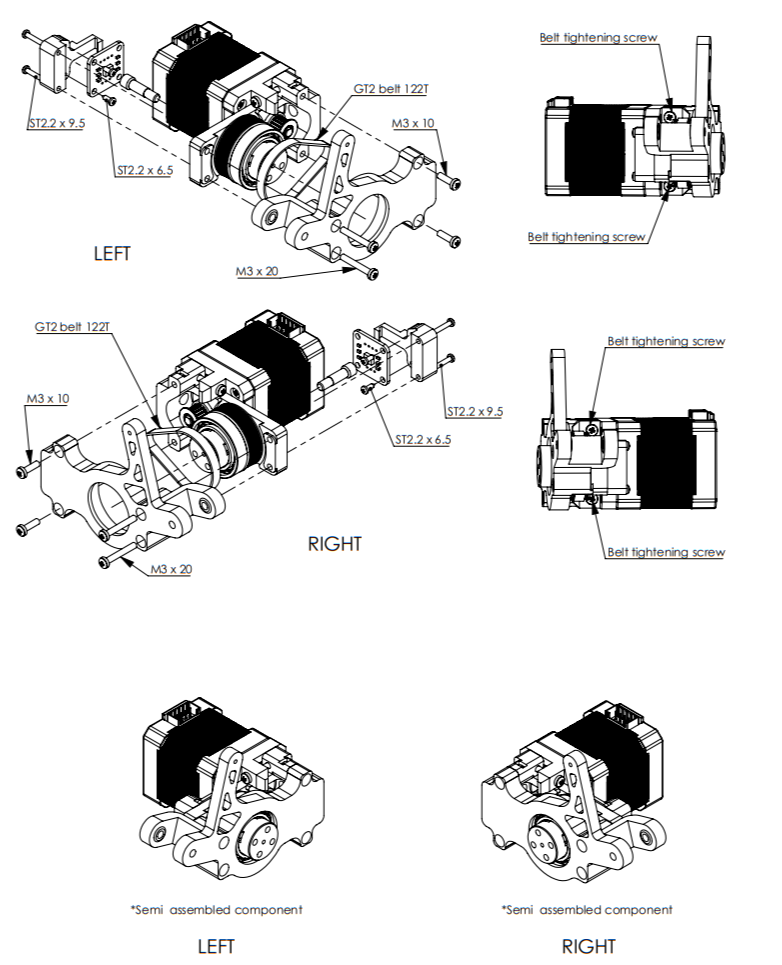 Belt tightening screw
GT2 belt 122T
M3 x 10
ST2.2 x 9.5
ST2.2 x 6.5
Belt tightening screw
LEFT
M3 x 20
GT2 belt 122T
Belt tightening screw
M3 x 10
ST2.2 x 9.5
ST2.2 x 6.5
RIGHT
Belt tightening screw
M3 x 20
*Semi assembled component
*Semi assembled component
LEFT
RIGHT